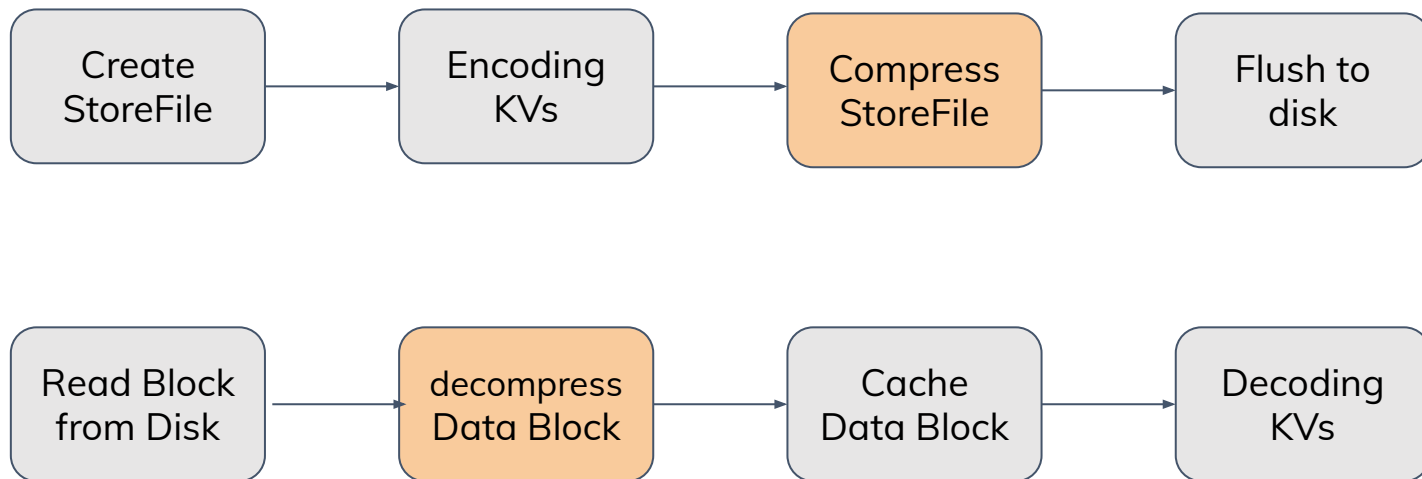 Create
StoreFile
Encoding
KVs
Compress
StoreFile
Flush to
disk
Read Block
from Disk
decompress
Data Block
Cache
Data Block
Decoding
KVs